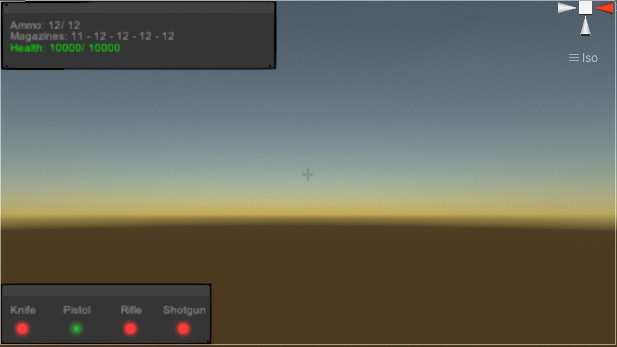 Ammo: 12/ 12
Magazines: 11 - 12 - 12 - 12 - 12
Health: 10000/ 10000
Iso
Knife Pistol Rifle Shotgun